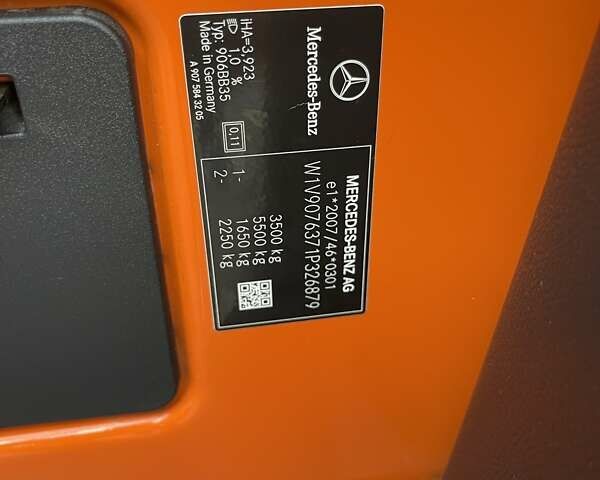 Mercedes-Benz
iHA=3,923
1,0 %
Typ: 906BB35
Made in Germany
A 907 584 32 05
0,11
MERCEDES-BENZ AG
e1*2007/46*0301
W1V9076371P326879
3500 kg
5500 kg
1- 1650 kg
2- 2250 kg